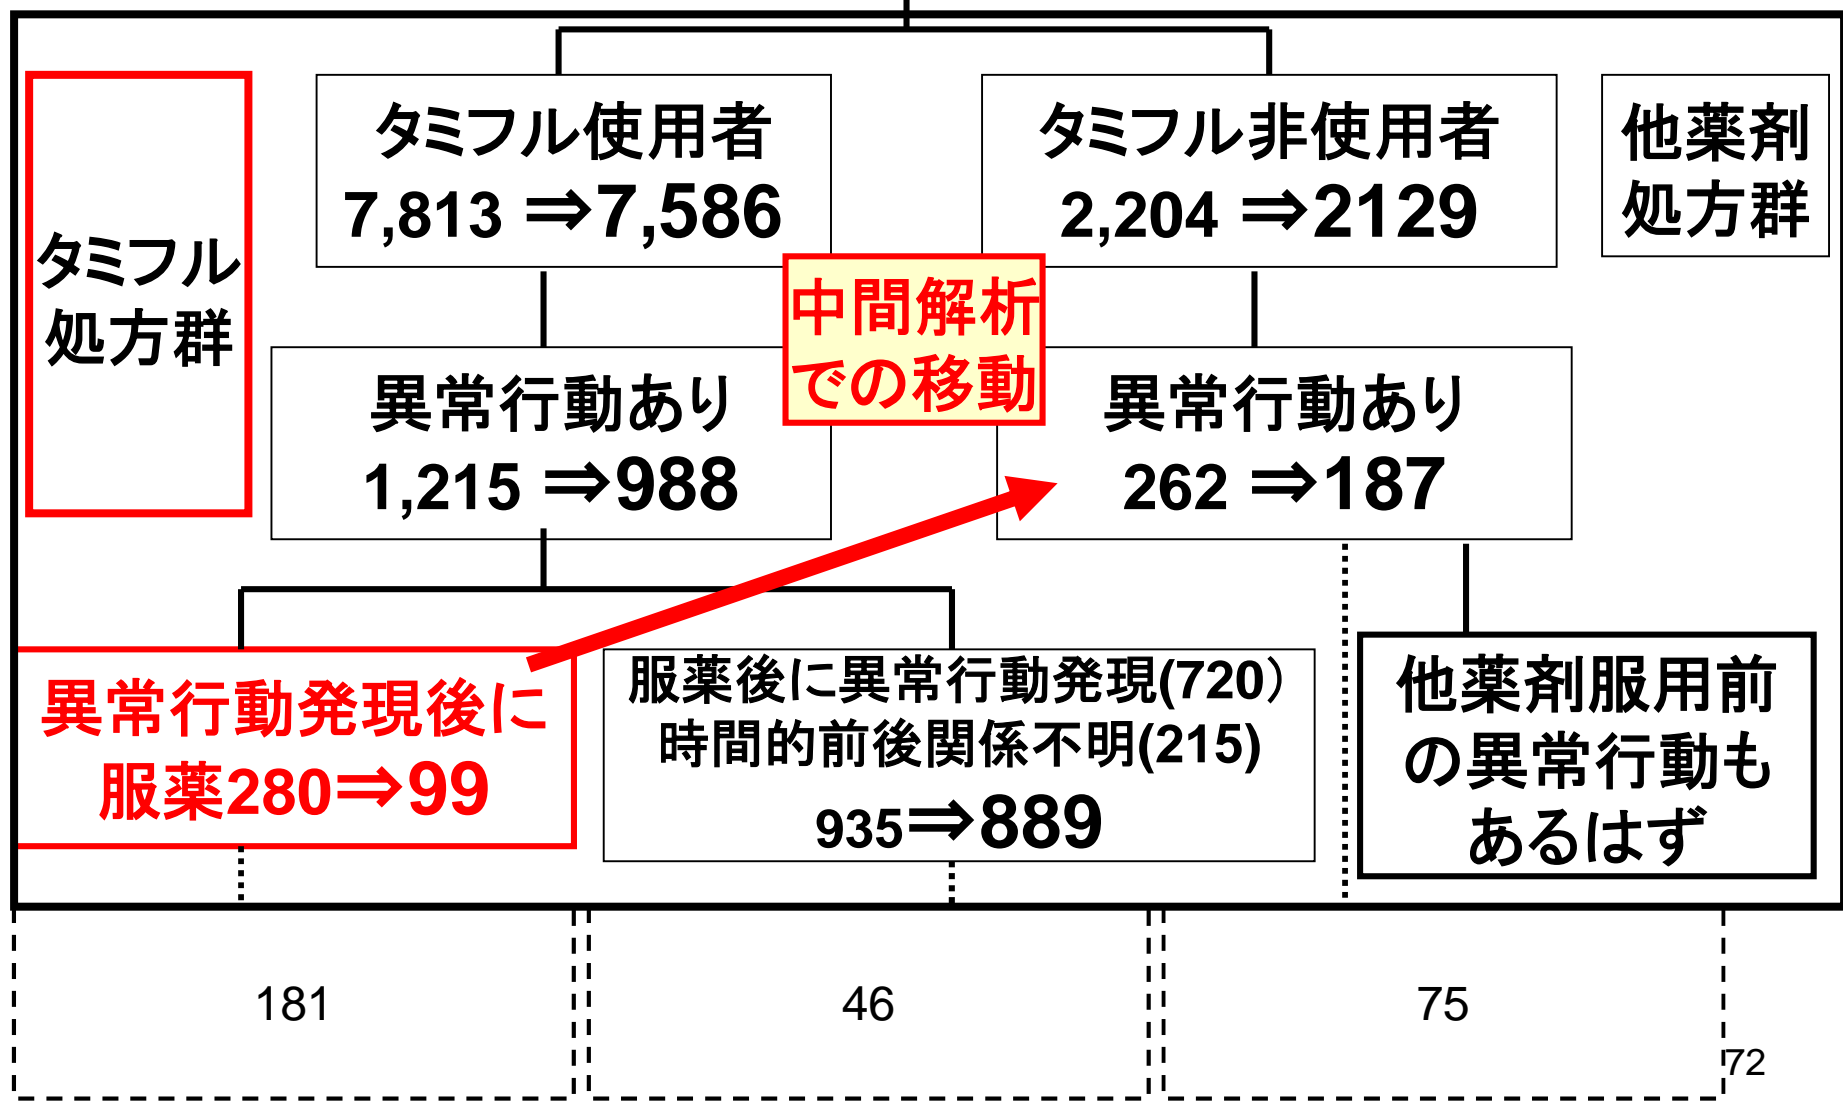 タミフル
処方群
タミフル使用者
7,813 ⇒7,586
タミフル非使用者
2,204 ⇒2129
他薬剤
処方群
中間解析
での移動
異常行動あり
1,215 ⇒988
異常行動あり
262 ⇒187
異常行動発現後に
服薬280⇒99
服薬後に異常行動発現(720)
時間的前後関係不明(215)
935⇒889
他薬剤服用前
の異常行動も
あるはず
181
46
75
72